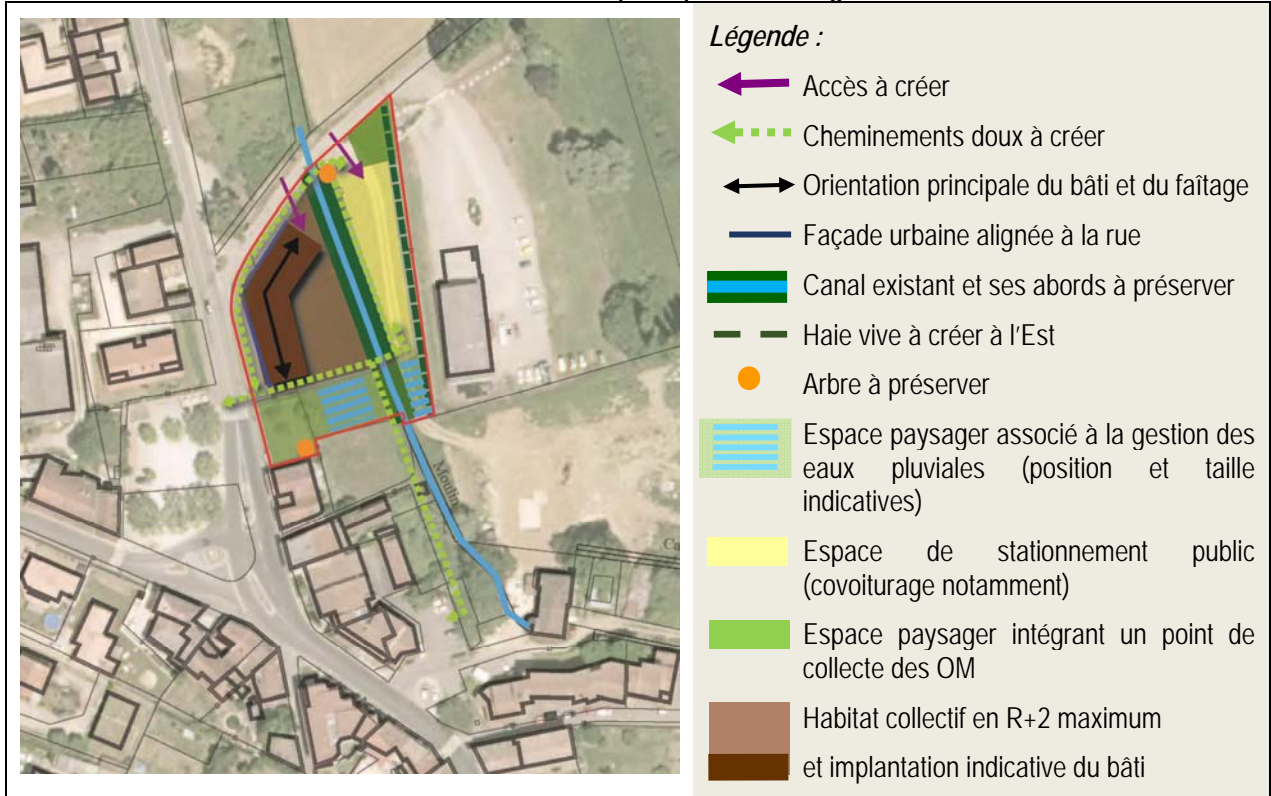 Légende :
Accès à créer
Cheminements doux à créer
Orientation principale du bâti et du faîtage
Façade urbaine alignée à la rue
Canal existant et ses abords à préserver
Haie vive à créer à l'Est
Arbre à préserver
Espace paysager associé à la gestion des
eaux pluviales (position et taille
indicatives)
Espace de stationnement public
(covoiturage notamment)
Espace paysager intégrant un point de
collecte des OM
Habitat collectif en R+2 maximum
et implantation indicative du bâti
Moulin
Ca